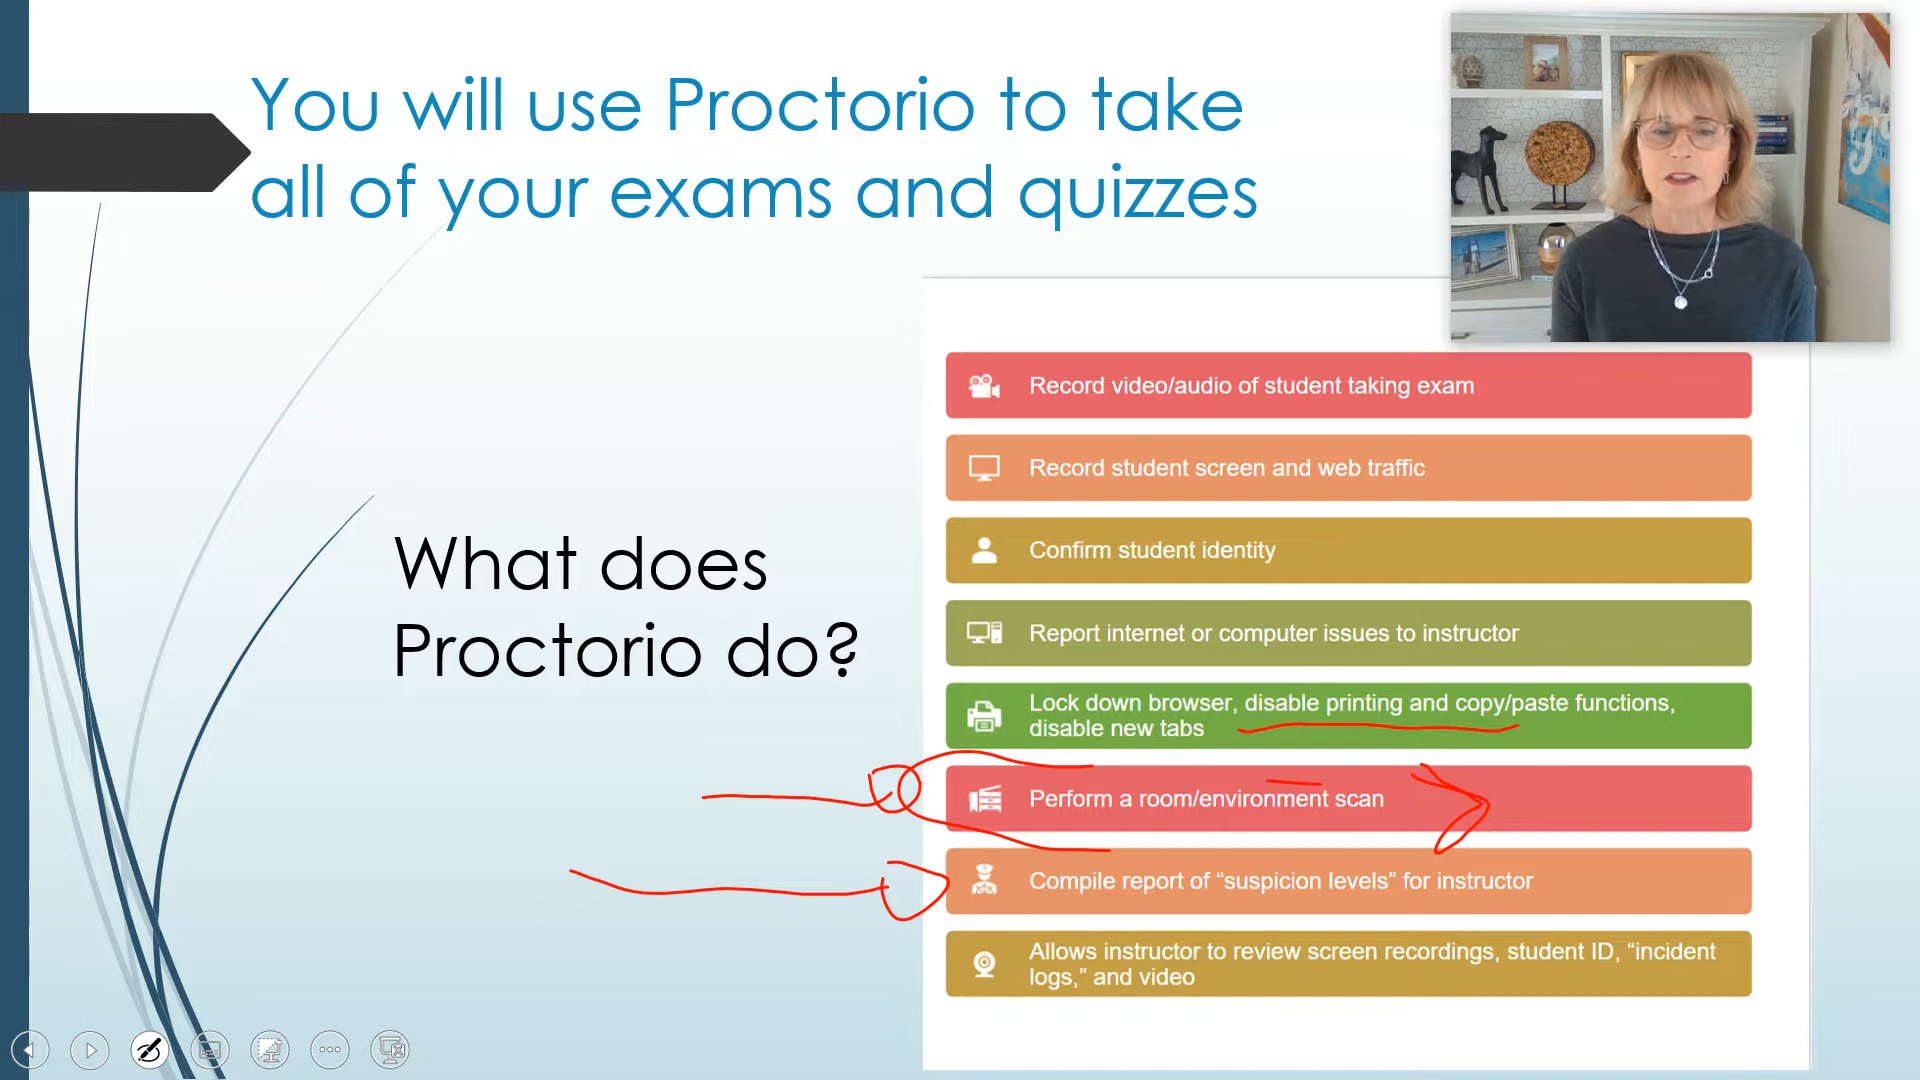 You will use Proctorio to take
all of your exams and quizzes
What does
Proctorio do?
Record video/audio of student taking exam
Record student screen and web traffic
Confirm student identity
Report internet or computer issues to instructor
Lock down browser, disable printing and copy/paste functions,
disable new tabs
Perform a room/environment scan
Compile report of “suspicion levels” for instructor
Allows instructor to review screen recordings, student ID, “incident
logs,” and video